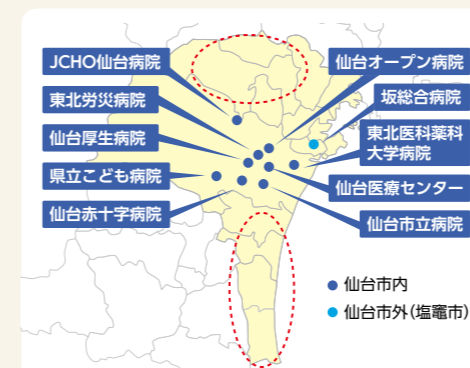 JCHO仙台病院
東北労災病院
仙台厚生病院
県立こども病院
仙台赤十字病院
仙台オープン病院
坂総合病院
東北医科薬科
大学病院
仙台医療センター
仙台市立病院
仙台市内
仙台市外(塩竈市)